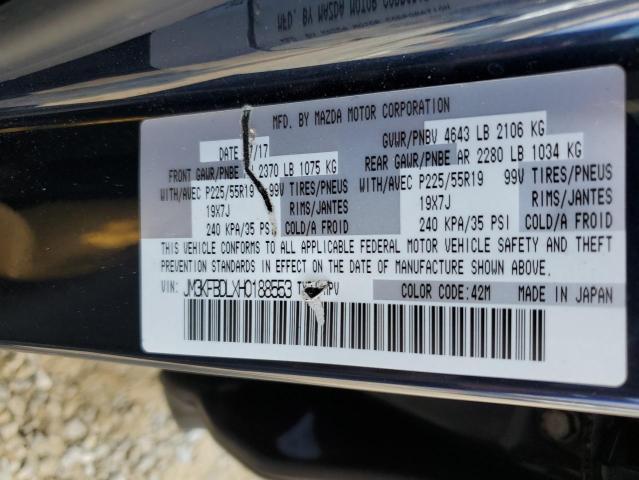 MFD. BY MAZDA MOTOR CORPORATION
DATE /17 GVWR/PNBV 4643 LB 2106 KG
FRONT GAWR/PNBE 2370 LB 1075 KG REAR GAWR/PNBE AR 2280 LB 1034 KG
WITH/AVEC P225/55R19 99V TIRES/PNEUS WITH/AVEC P225/55R19 99V TIRES/PNEUS
19X7J RIMS/JANTES 19X7J RIMS/JANTES
240 KPA/35 PSI COLD/A FROID 240 KPA/35 PSI COLD/A FROID
THIS VEHICLE CONFORMS TO ALL APPLICABLE FEDERAL MOTOR VEHICLE SAFETY AND THEFT
PREVENTION STANDARDS IN EFFECT ON THE DATE OF MANUFACTURE SHOWN ABOVE.
VIN: JM3KFBDLXH0188553 MPV COLOR CODE:42M MADE IN JAPAN